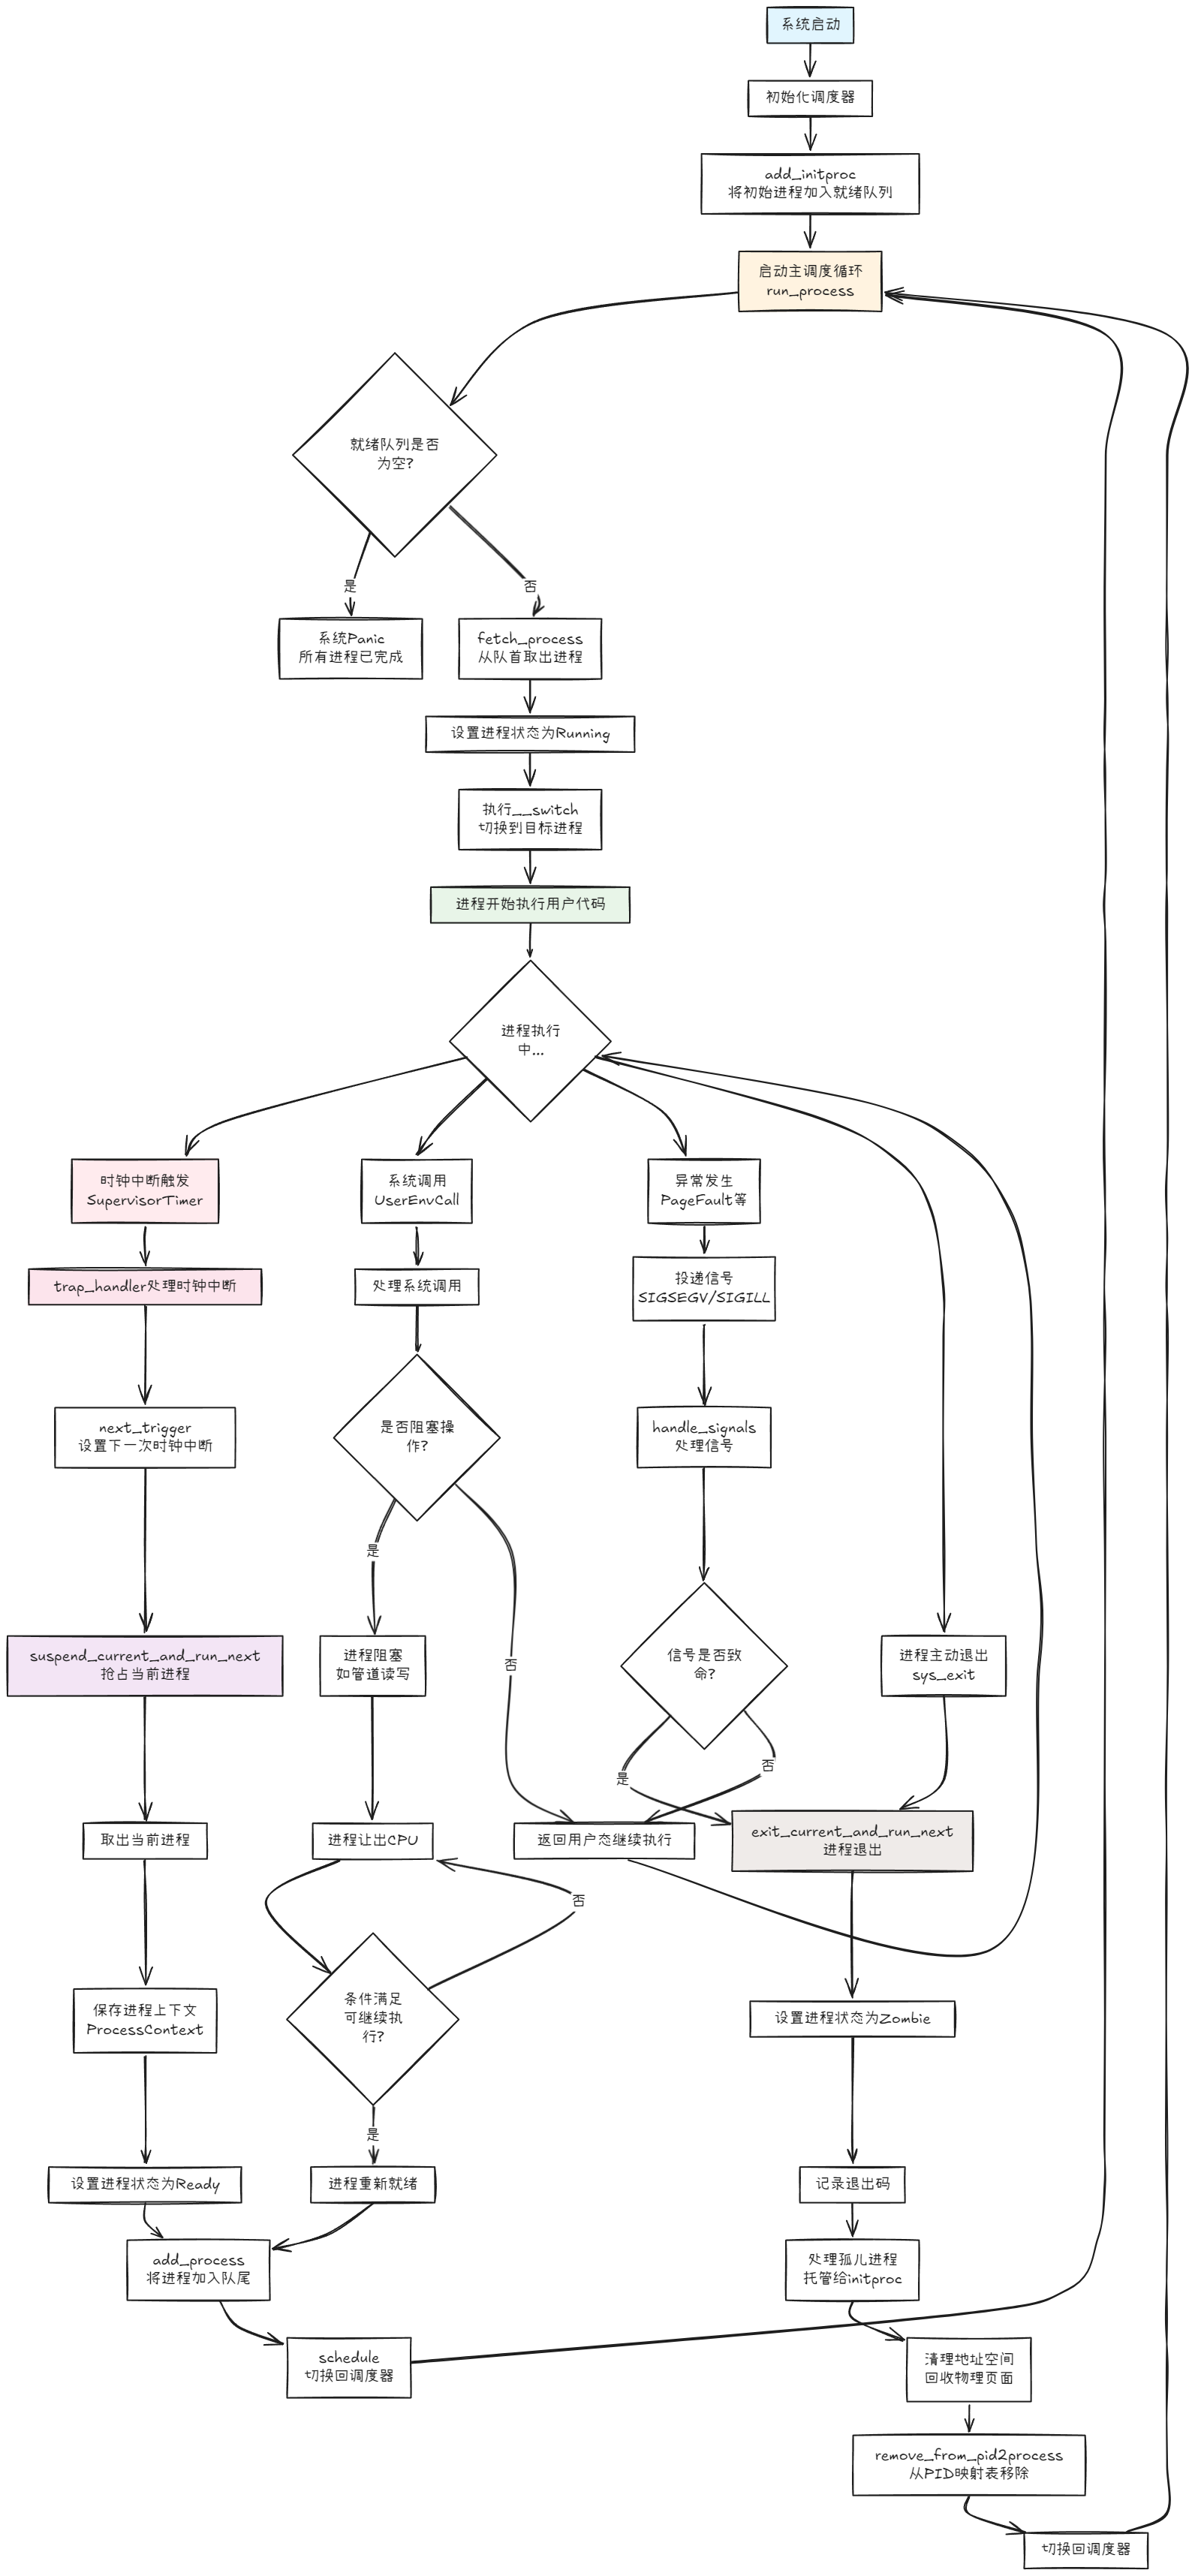 系统启动
初始化调度器
add_initproc
将初始进程加入就绪队列
启动主调度循环
run_process
就绪队列是否
为空?
是
否
系统Panic
所有进程已完成
fetch_process
从队首取出进程
设置进程状态为Running
执行__switch
切换到目标进程
进程开始执行用户代码
进程执行
中...
时钟中断触发
SupervisorTimer
系统调用
UserEnvCall
异常发生
PageFault等
trap_handler处理时钟中断
处理系统调用
投递信号
SIGSEGV/SIGILL
next_trigger
设置下一次时钟中断
是否阻塞操
作?
handle_signals
处理信号
是
否
suspend_current_and_run_next
抢占当前进程
进程阻塞
如管道读写
信号是否致
命?
进程主动退出
sys_exit
是
否
取出当前进程
进程让出CPU
返回用户态继续执行
exit_current_and_run_next
进程退出
否
保存进程上下文
ProcessContext
条件满足
可继续执
行?
设置进程状态为Zombie
是
设置进程状态为Ready
进程重新就绪
记录退出码
add_process
将进程加入队尾
处理孤儿进程
托管给initproc
schedule
切换回调度器
清理地址空间
回收物理页面
remove_from_pid2process
从PID映射表移除
切换回调度器